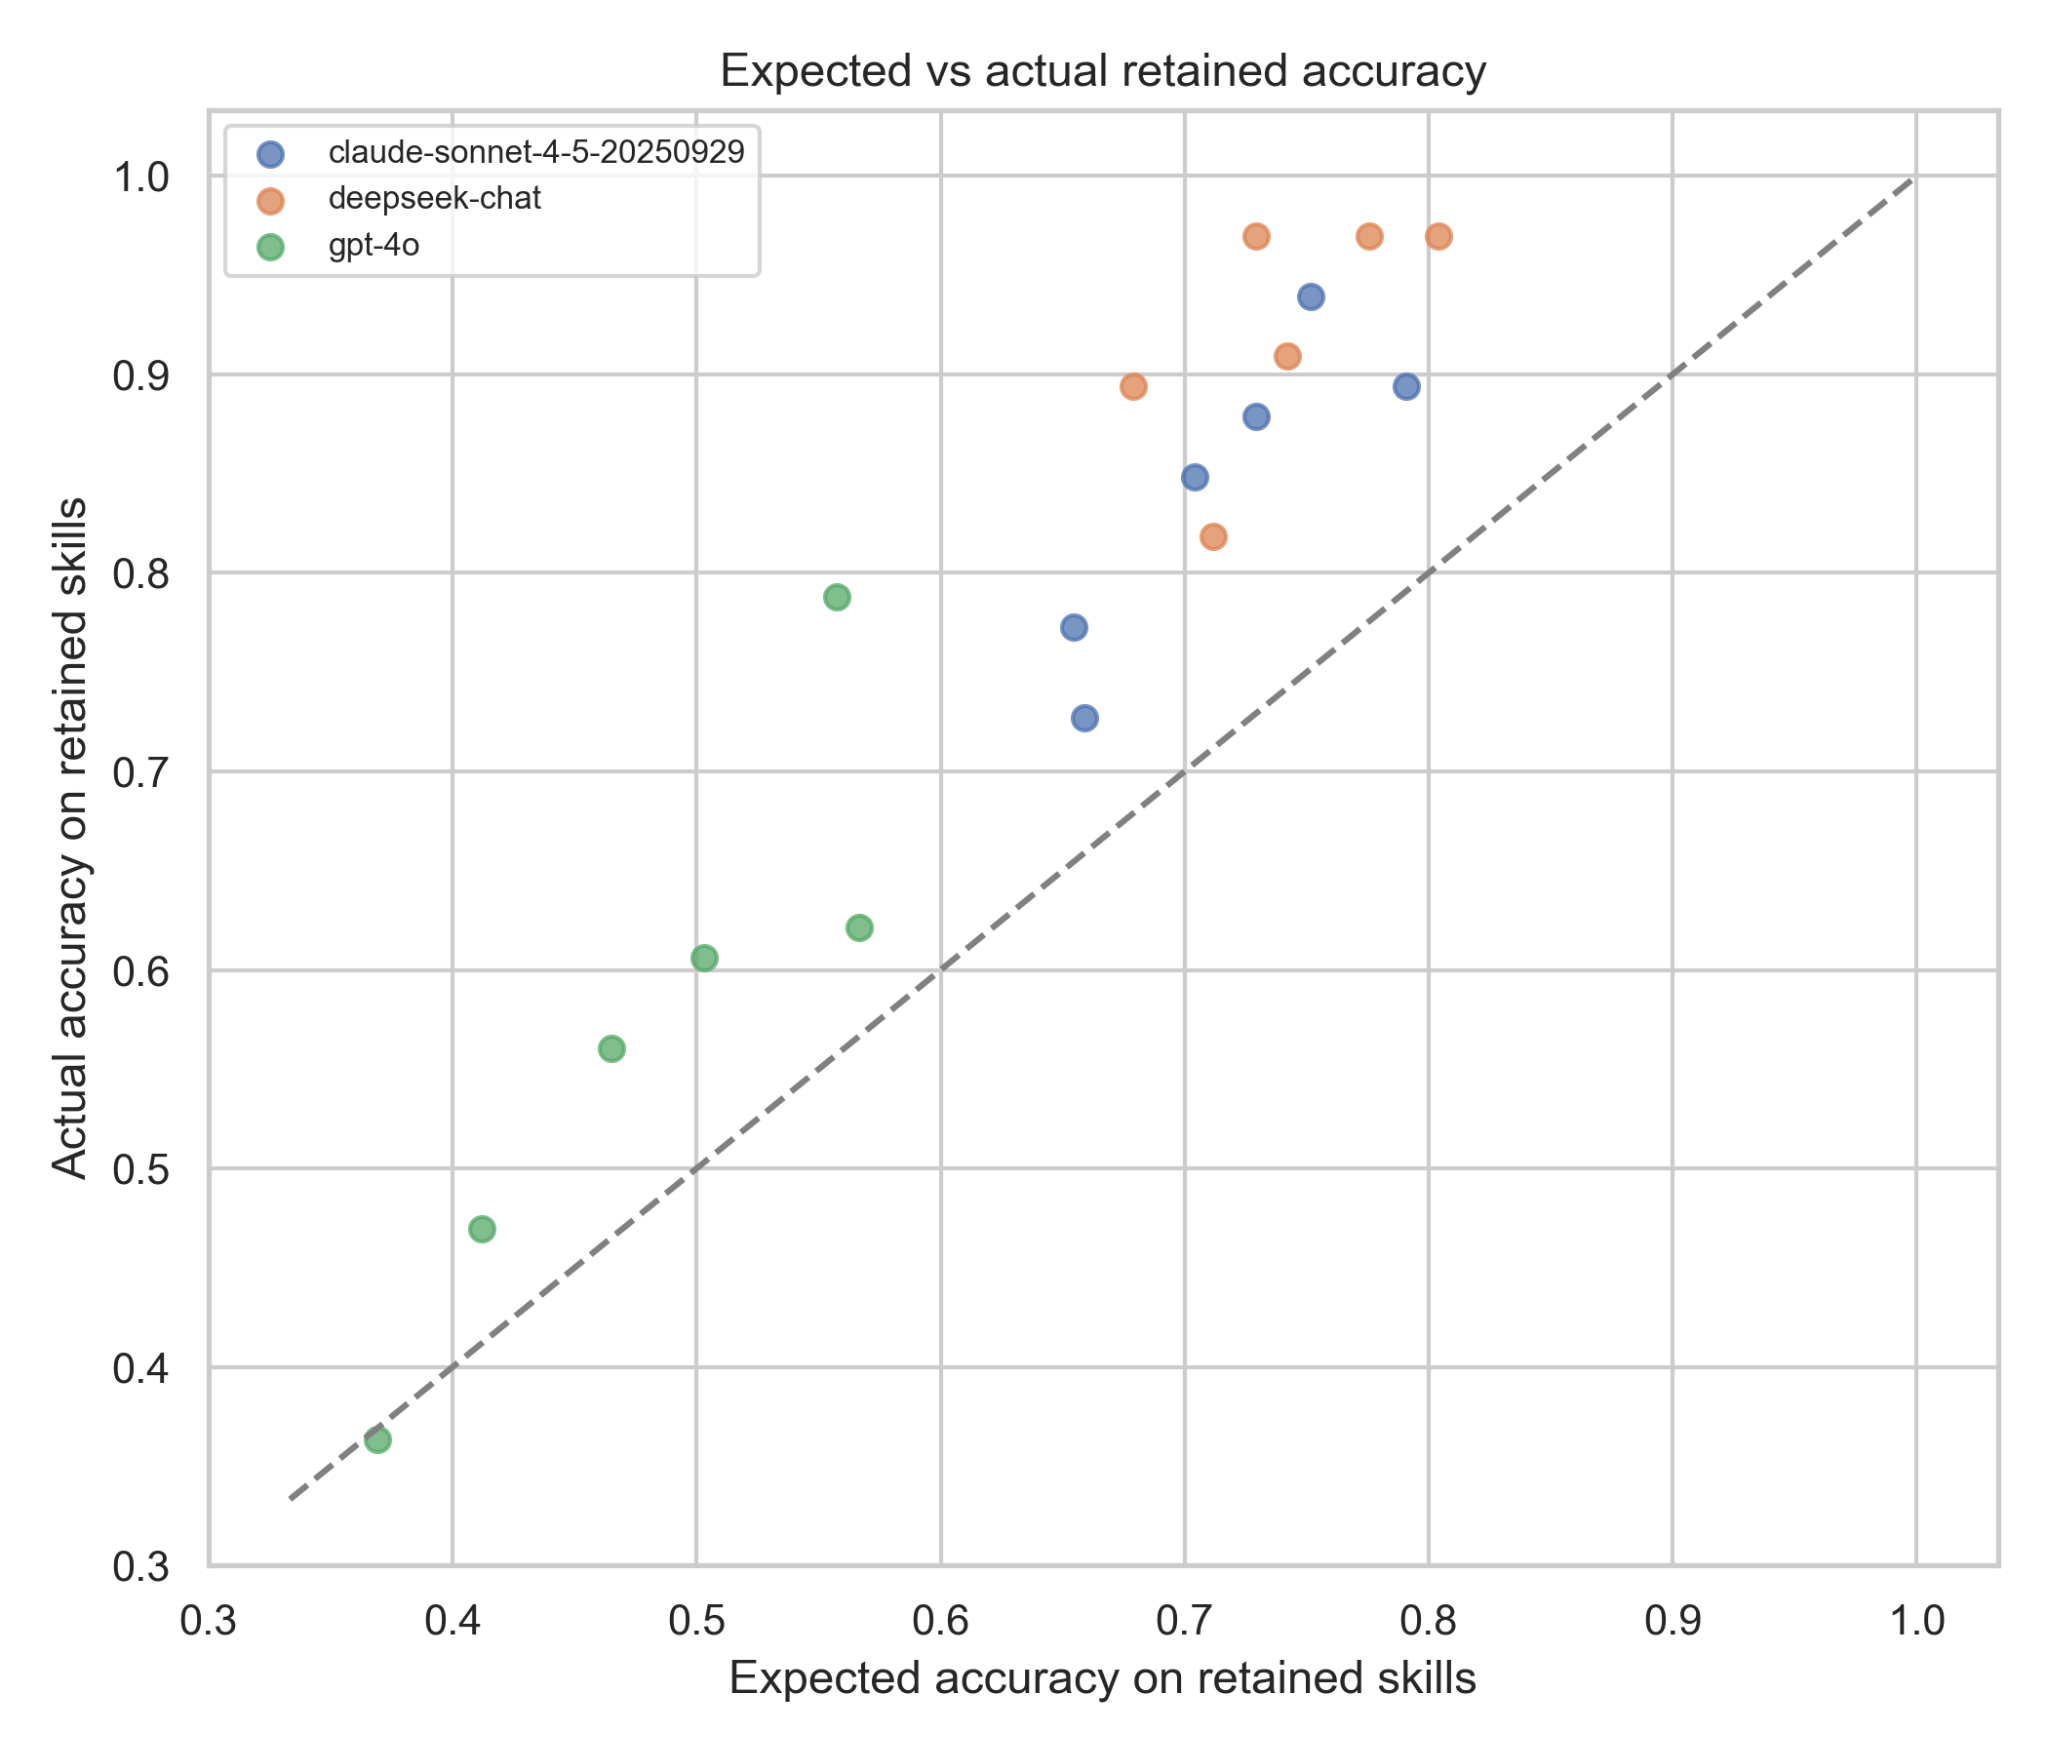 Expected vs actual retained accuracy
claude-sonnet-4-5-20250929
deepseek-chat
gpt-4o
1.0
0.9
0.8
0.7
0.6
0.5
0.4
0.3
Actual accuracy on retained skills
0.3 0.4 0.5 0.6 0.7 0.8 0.9 1.0
Expected accuracy on retained skills